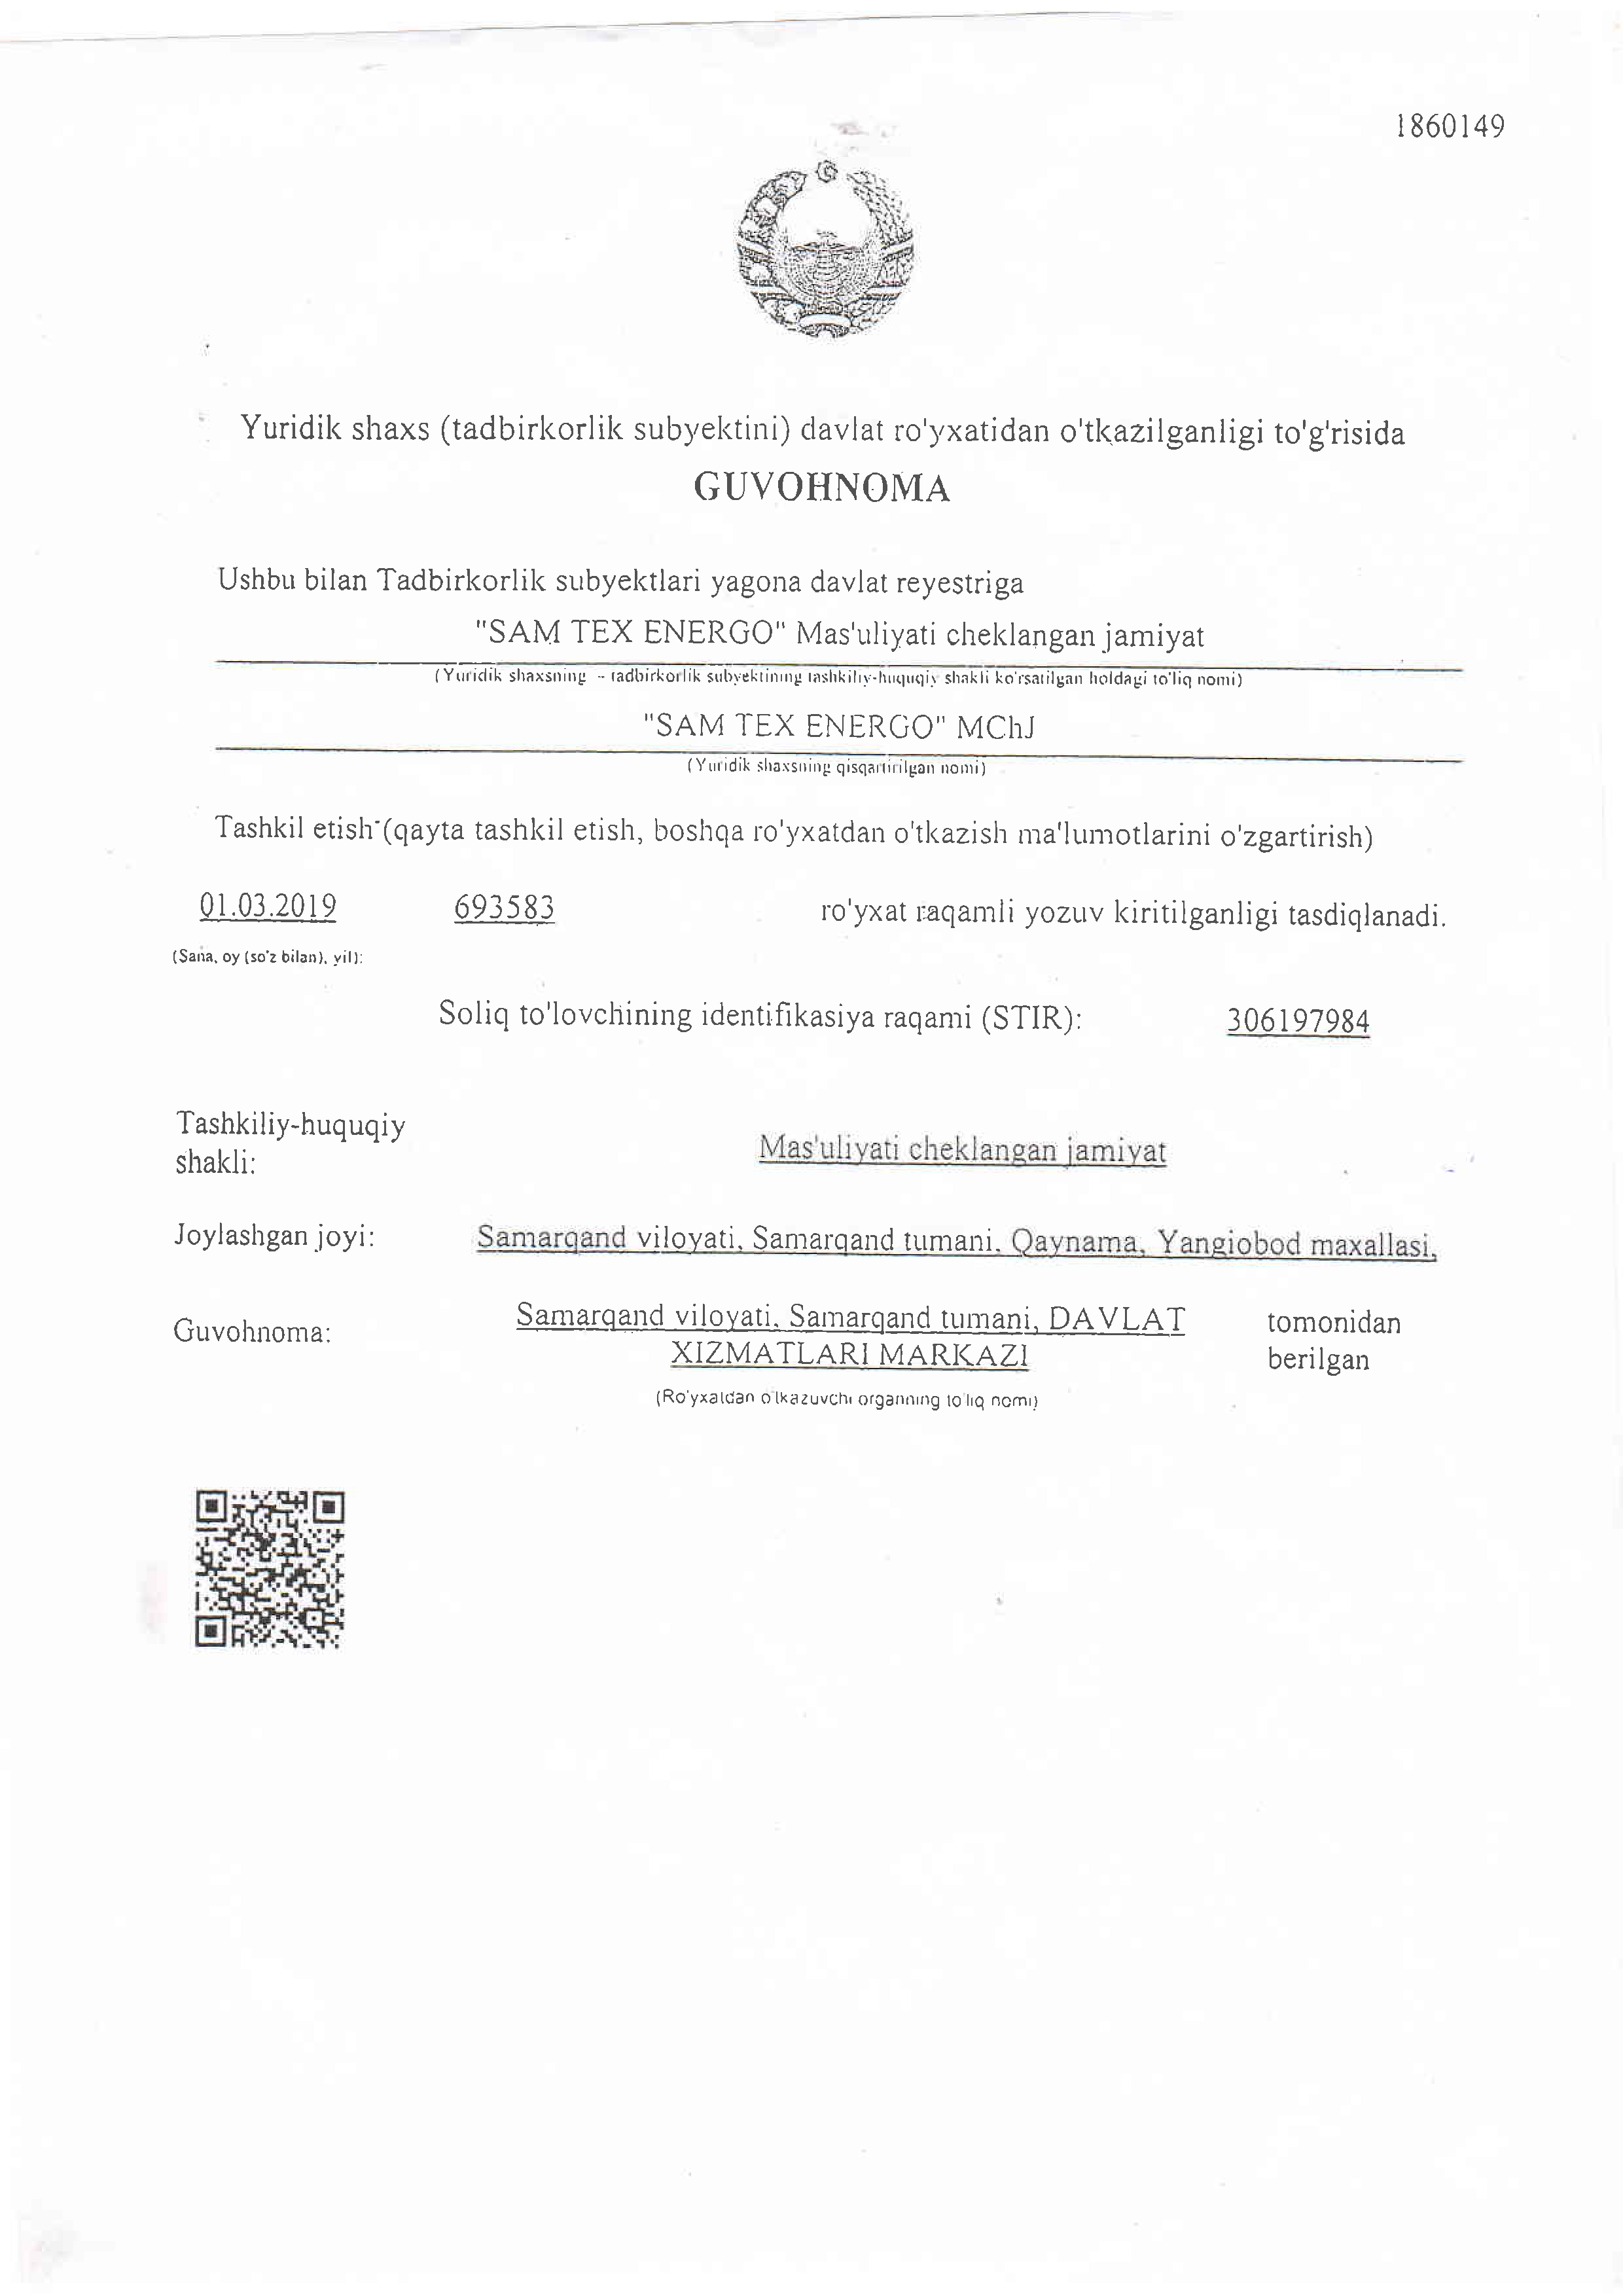 1860149
Yuridik shaxs (tadbirkorlik subyektini) davlat ro'yxatidan o'tkazilganligi to'g'risida
GUVOHNOMA
Ushbu bilan Tadbirkorlik subyektlari yagona davlat reyestriga
"SAM TEX ENERGO" Mas'uliyati cheklangan jamiyat
(Yuridik shaxsning - tadbirkorlik subyektining tashkiliy-huquqiy shakli ko'rsatilgan holdagi to'liq nomi)
"SAM TEX ENERGO" MChJ
(Yuridik shaxsning qisqartirilgan nomi)
Tashkil etish (qayta tashkil etish, boshqa ro'yxatdan o'tkazish ma'lumotlarini o'zgartirish)
01.03.2019 693583 ro'yxat raqamli yozuv kiritilganligi tasdiqlanadi.
(Sana, oy (so'z bilan), yil):
Soliq to'lovchining identifikasiya raqami (STIR): 306197984
Tashkiliy-huquqiy
shakli: Mas'uliyati cheklangan jamiyat
Joylashgan joyi: Samarqand viloyati, Samarqand tumani, Qaynama, Yangiobod maxallasi,
Guvohnoma: Samarqand viloyati, Samarqand tumani, DAVLAT tomonidan
XIZMATLARI MARKAZI berilgan
(Ro'yxatdan o'tkazuvchi organning to'liq nomi)